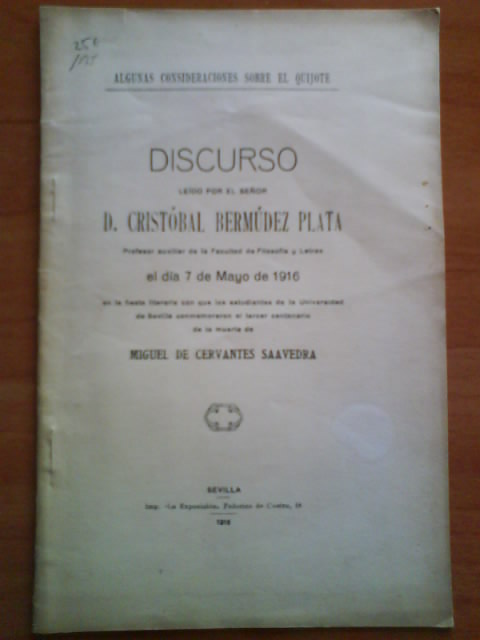 25 €
ALGUNAS CONSIDERACIONES SOBRE EL QUIJOTE
DISCURSO
LEÍDO POR EL SEÑOR
D. CRISTÓBAL BERMÚDEZ PLATA
Profesor auxiliar de la Facultad de Filosofía y Letras
el día 7 de Mayo de 1916
en la fiesta literaria con que los estudiantes de la Universidad
de Sevilla conmemoraron el tercer centenario
de la muerte de
MIGUEL DE CERVANTES SAAVEDRA
SEVILLA
Imp. «La Exposición, Palomo de Castro,
1916